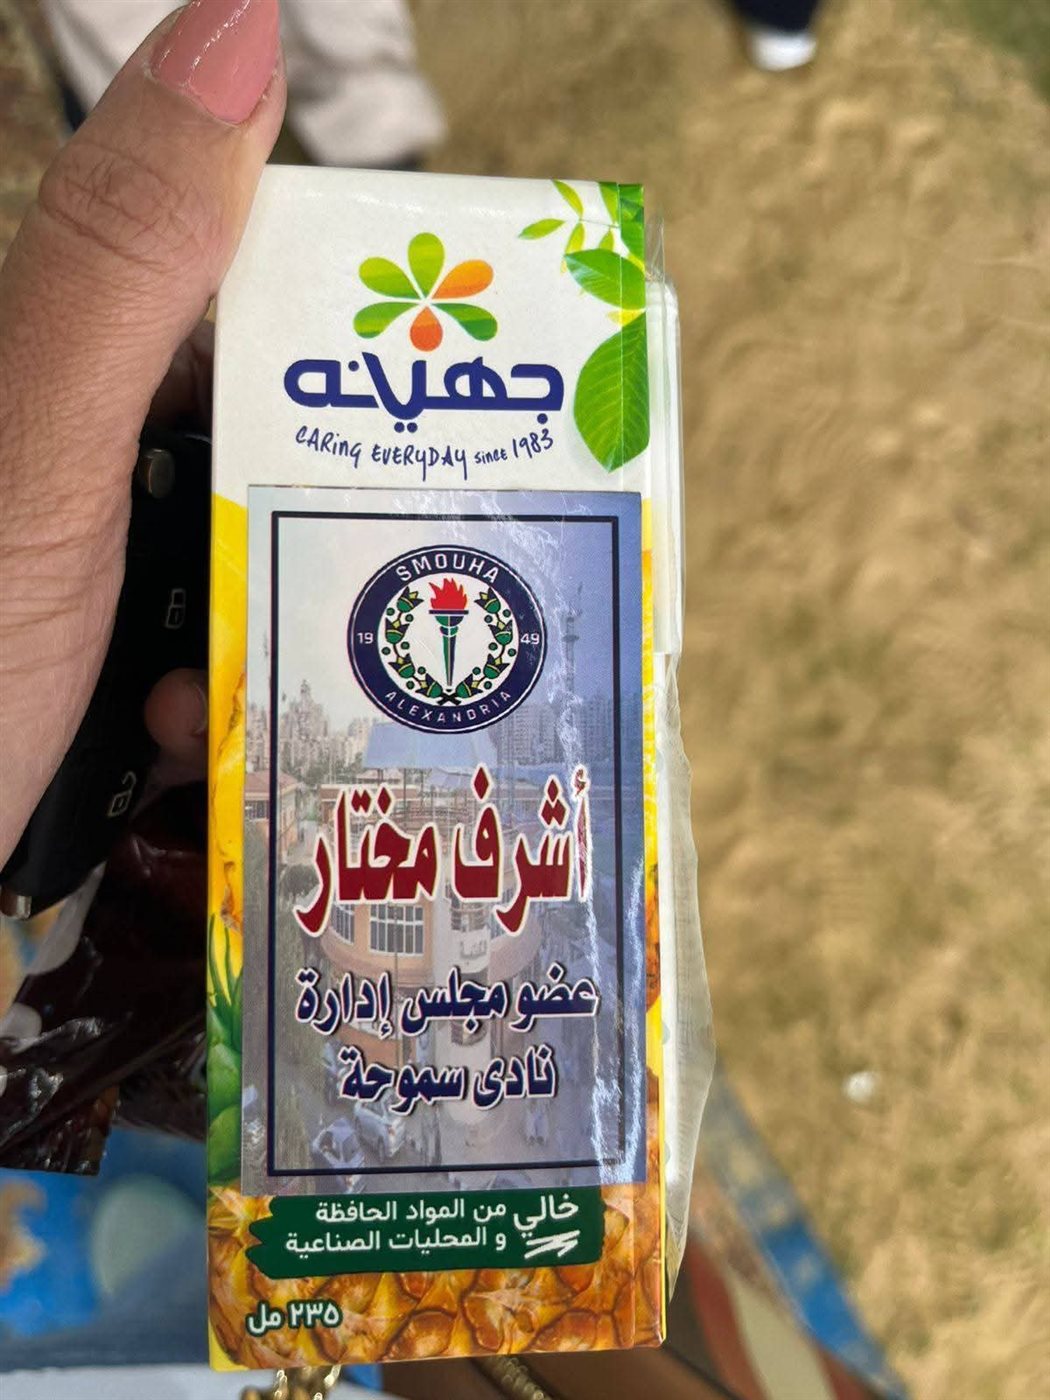 جهينه
CARING EVERYDAY since 1983
SMOUHA
19 49
ALEXANDRIA
أشرف مختار
عضو مجلس إدارة
نادى سموحة
خالي من المواد الحافظة
و المحليات الصناعية
٢٣٥ مل